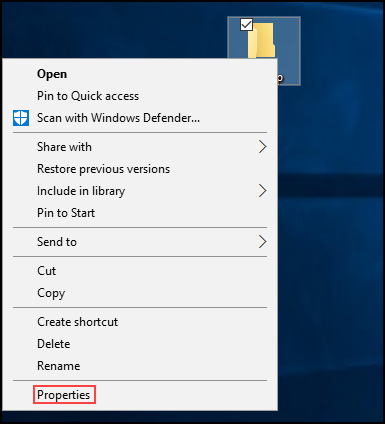 Open
Pin to Quick access
Scan with Windows Defender...
Share with
Restore previous versions
Include in library
Pin to Start
Send to
Cut
Copy
Create shortcut
Delete
Rename
Properties